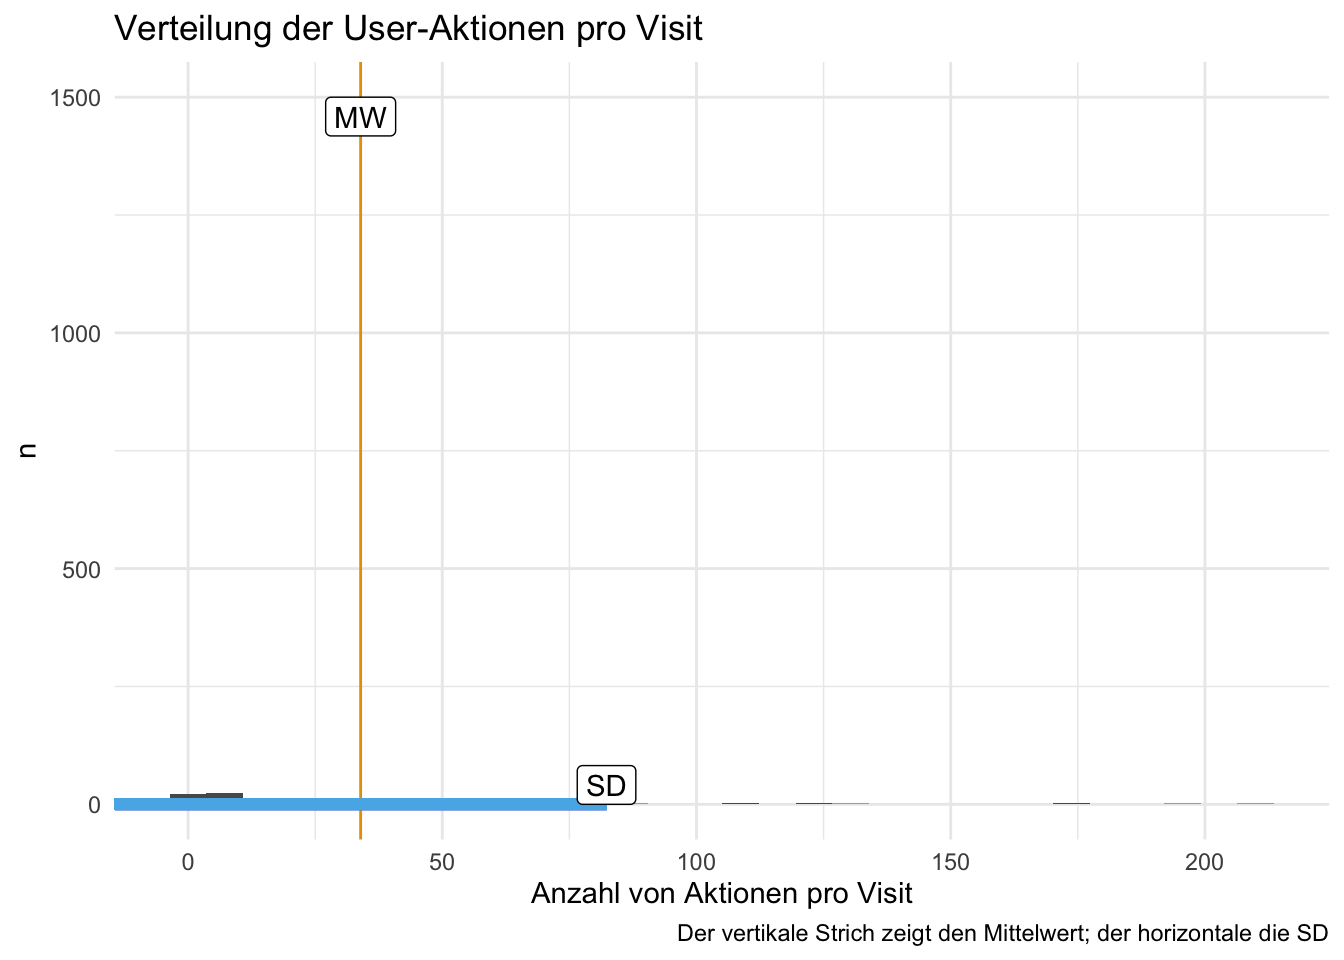 Verteilung der User-Aktionen pro Visit
1500
MW
1000
n
500
SD
0
0 50 100 150 200
Anzahl von Aktionen pro Visit
Der vertikale Strich zeigt den Mittelwert; der horizontale die SD